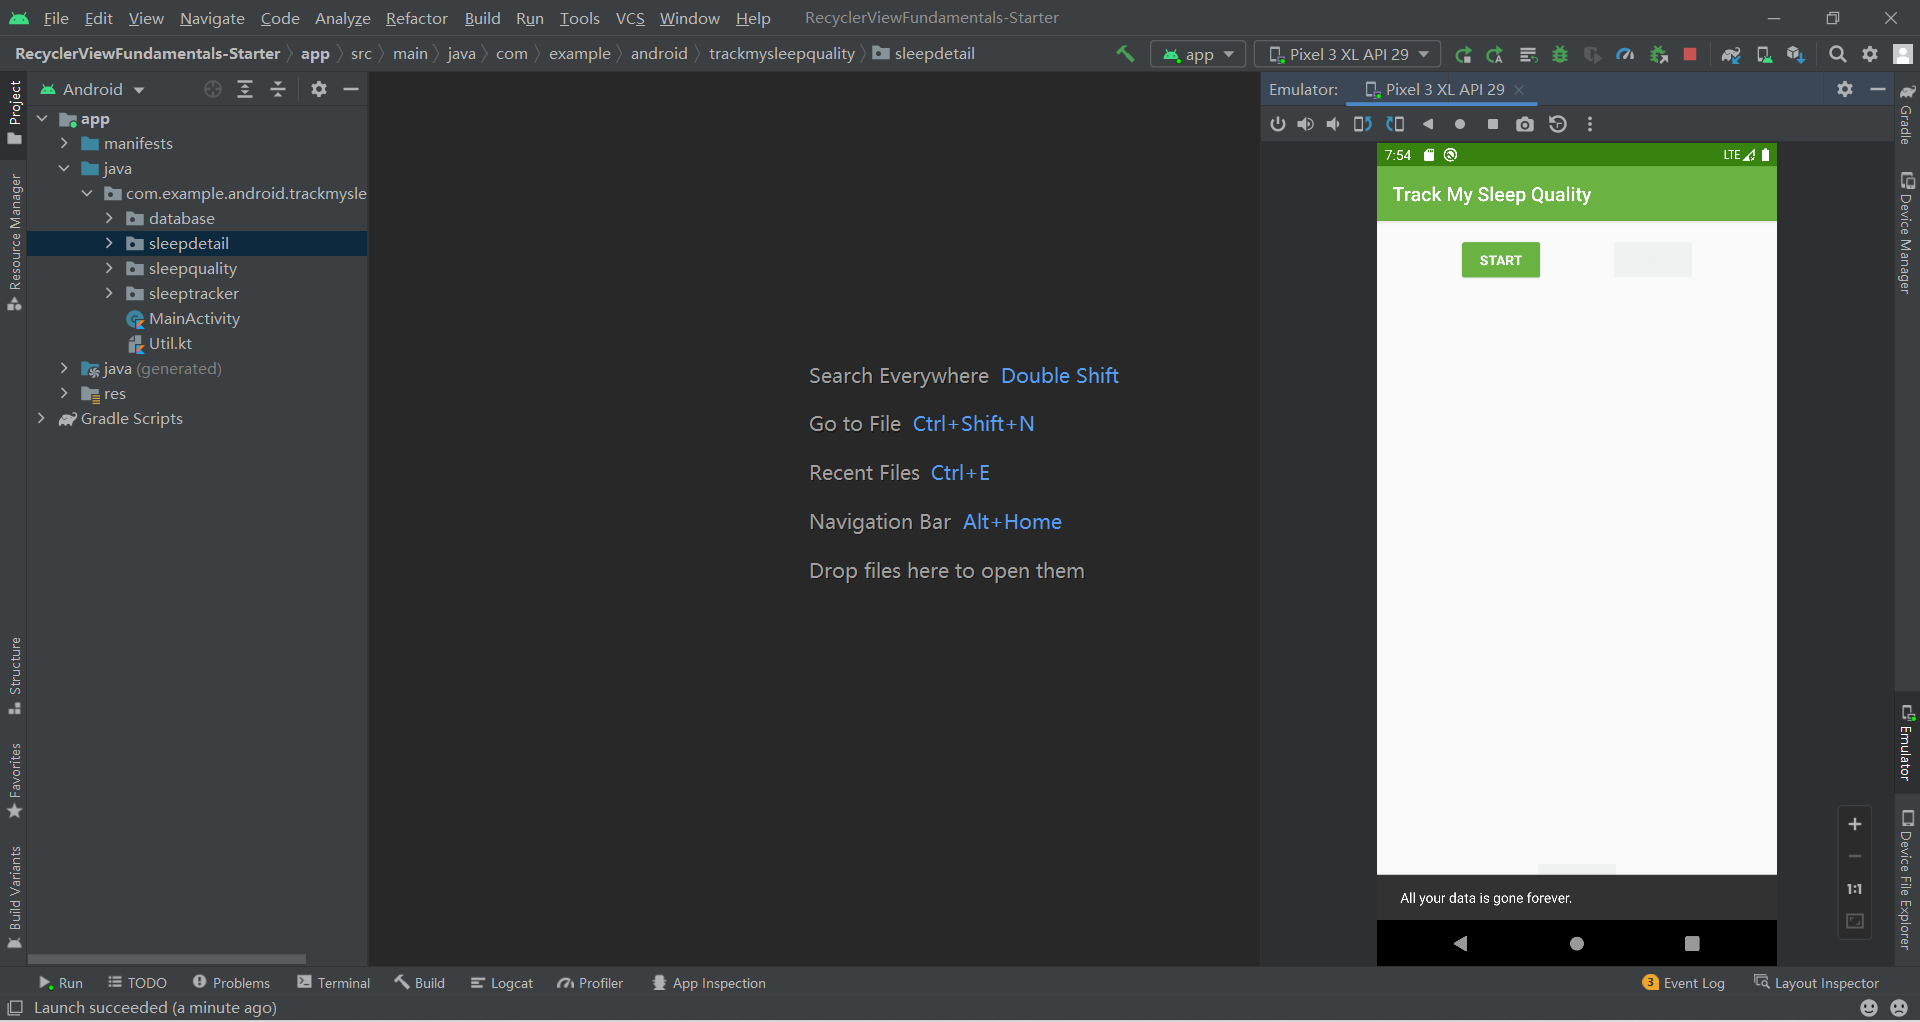 File Edit View Navigate Code Analyze Refactor Build Run Tools VCS Window Help RecyclerViewFundamentals-Starter
RecyclerViewFundamentals-Starter app src main java com example android trackmysleepquality sleepdetail app Pixel 3 XL API 29
Project
Resource Manager
Structure
Favorites
Build Variants
Android
app
manifests
java
com.example.android.trackmysle
database
sleepdetail
sleepquality
sleeptracker
MainActivity
Util.kt
java (generated)
res
Gradle Scripts
Search Everywhere Double Shift
Go to File Ctrl+Shift+N
Recent Files Ctrl+E
Navigation Bar Alt+Home
Drop files here to open them
Emulator: Pixel 3 XL API 29
7:54 LTE
Track My Sleep Quality
START
All your data is gone forever.
1:1
Gradle
Device Manager
Emulator
Device File Explorer
Run TODO Problems Terminal Build Logcat Profiler App Inspection 3 Event Log Layout Inspector
Launch succeeded (a minute ago)